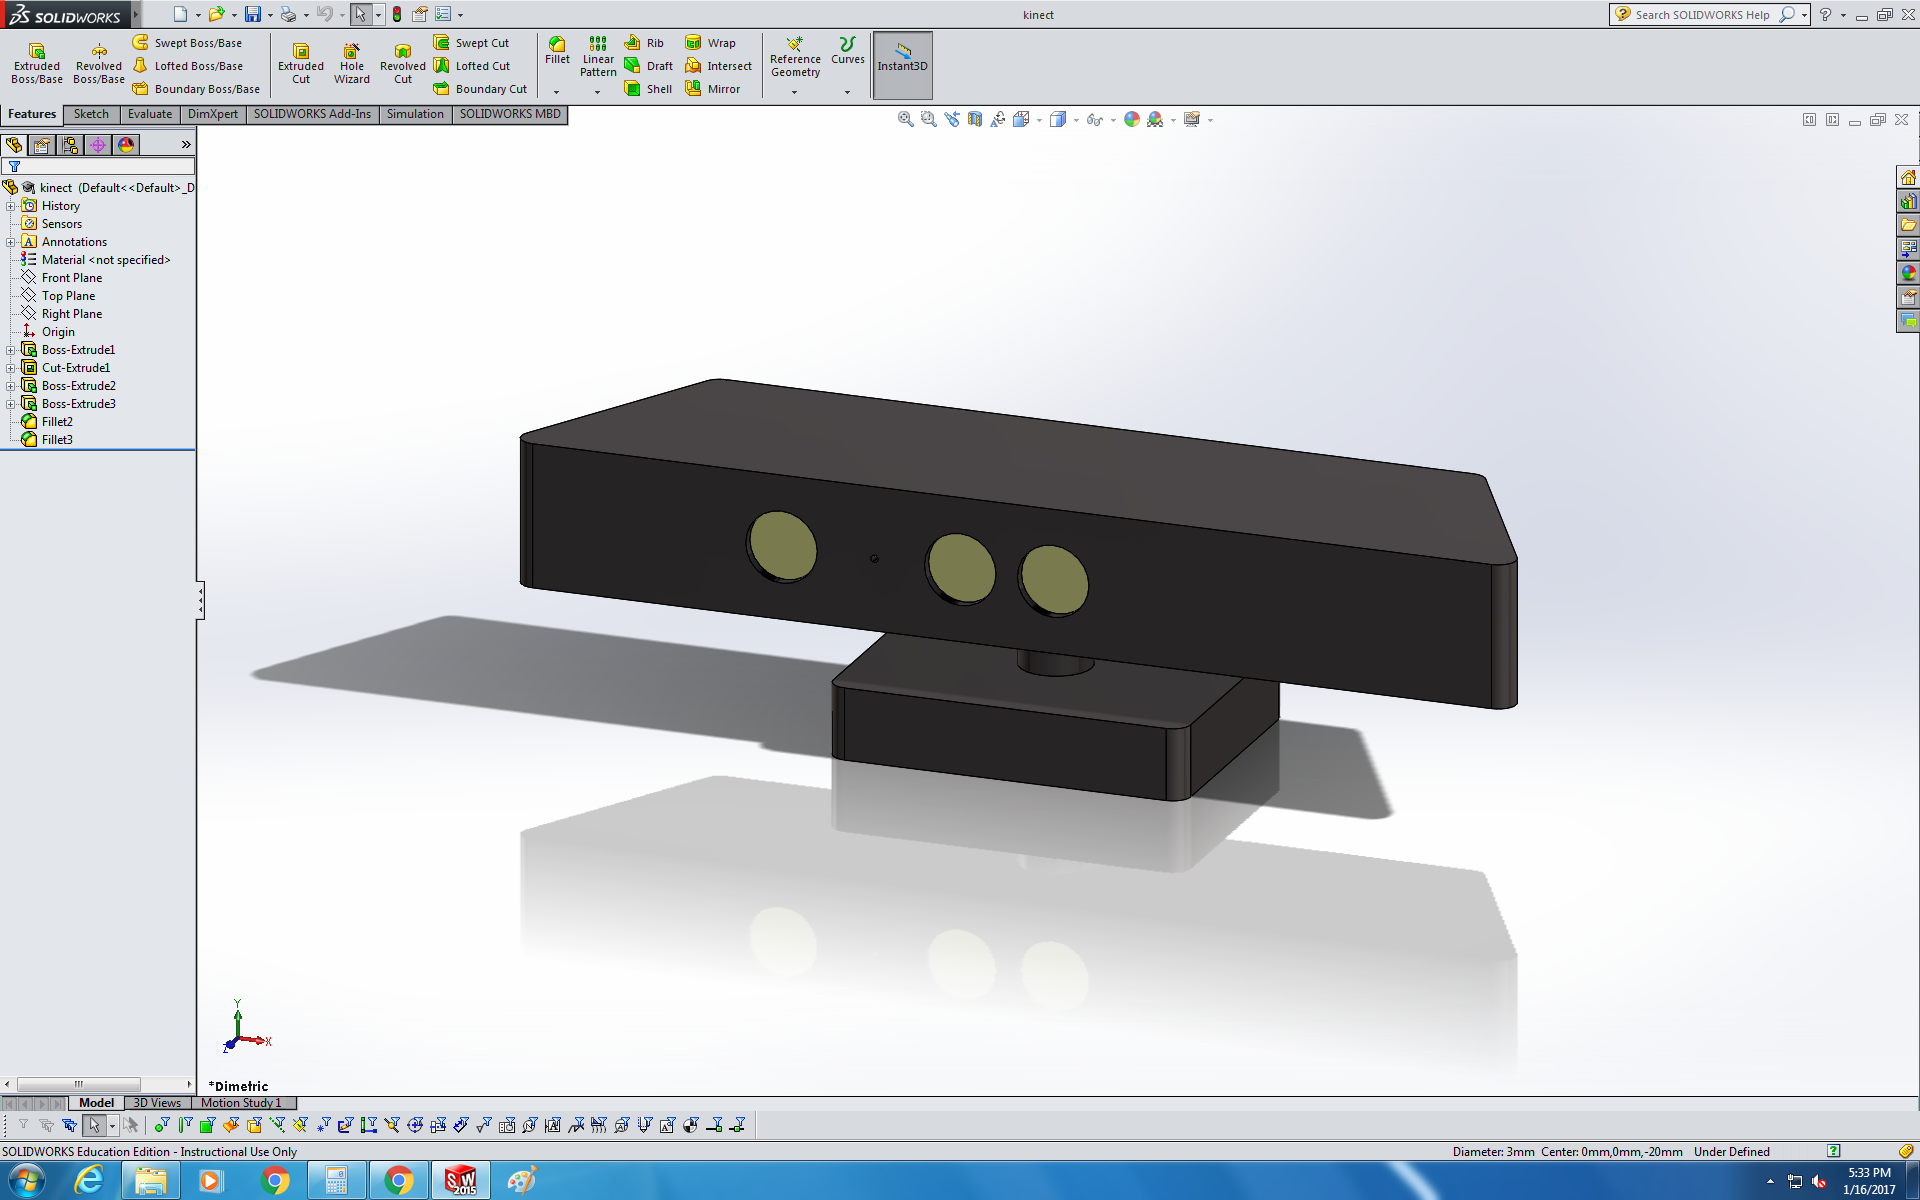 SOLIDWORKS
kinect
Search SOLIDWORKS Help
Extruded Boss/Base
Revolved Boss/Base
Swept Boss/Base
Lofted Boss/Base
Boundary Boss/Base
Extruded Cut
Hole Wizard
Revolved Cut
Swept Cut
Lofted Cut
Boundary Cut
Fillet
Linear Pattern
Rib
Draft
Shell
Wrap
Intersect
Mirror
Reference Geometry
Curves
Instant3D
Features Sketch Evaluate DimXpert SOLIDWORKS Add-Ins Simulation SOLIDWORKS MBD
kinect (Default<<Default>_D
History
Sensors
Annotations
Material <not specified>
Front Plane
Top Plane
Right Plane
Origin
Boss-Extrude1
Cut-Extrude1
Boss-Extrude2
Boss-Extrude3
Fillet2
Fillet3
Y
X
Z
*Dimetric
Model 3D Views Motion Study 1
SOLIDWORKS Education Edition - Instructional Use Only
Diameter: 3mm Center: 0mm,0mm,-20mm Under Defined
SW 2015
5:33 PM
1/16/2017